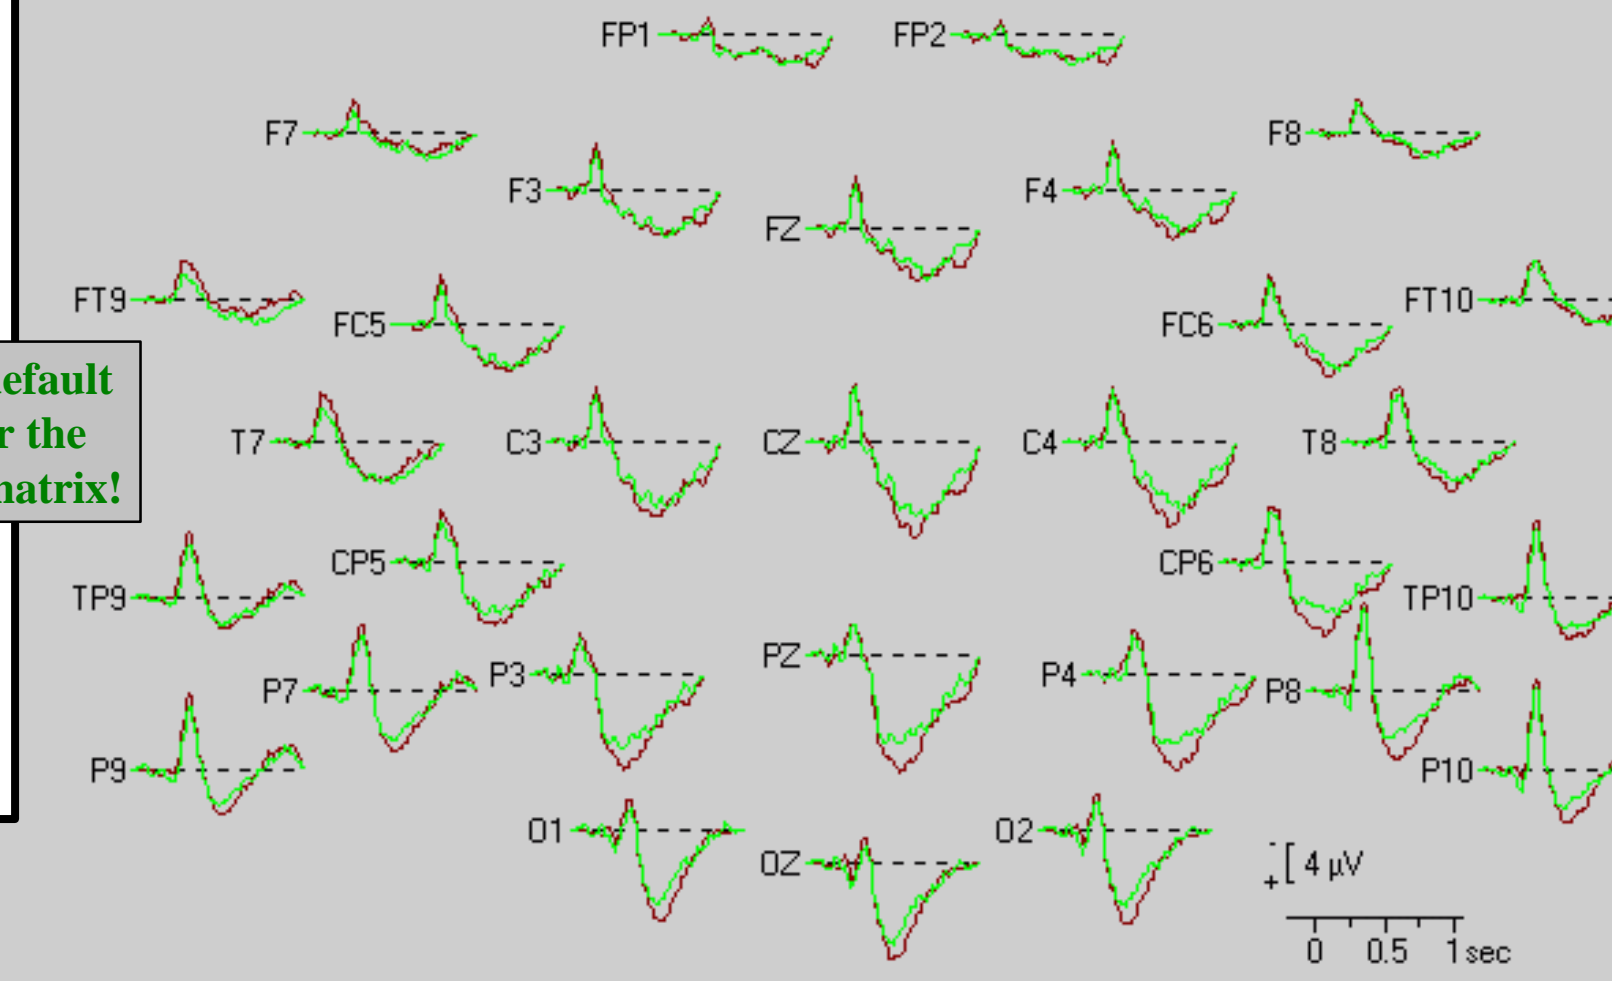 FP1 FP2
F7 F8
F3 F4
FZ
FT9 FT10
FC5 FC6
default
r the
matrix!
T7 C3 CZ C4 T8
CP5 CP6
TP9 TP10
PZ
P7 P3 P4 P8
P9 P10
O1 O2
OZ
- [ 4 µV
+
0 0.5 1 sec